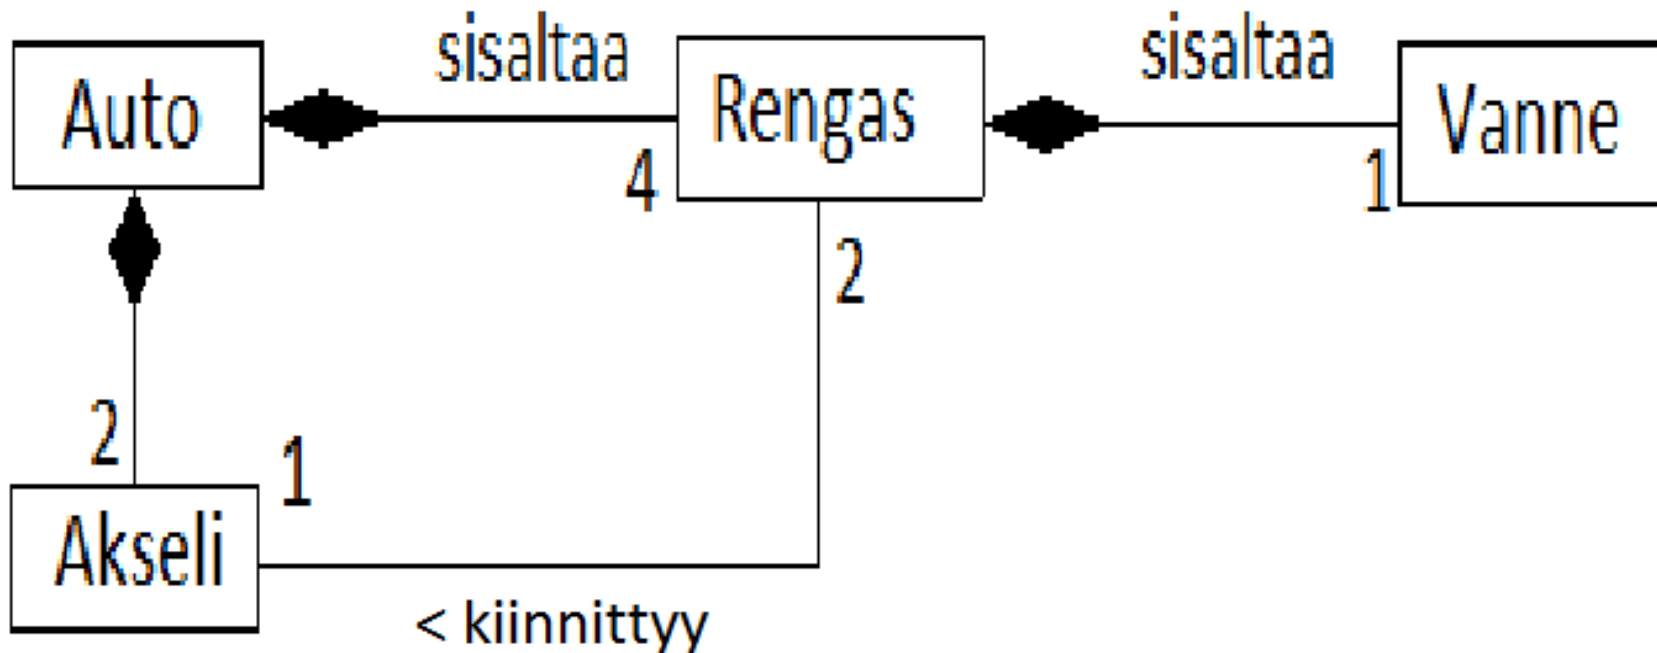 sisaltaa
sisaltaa
Auto
Rengas
Vanne
4
1
2
2
1
Akseli
< kiinnittyy